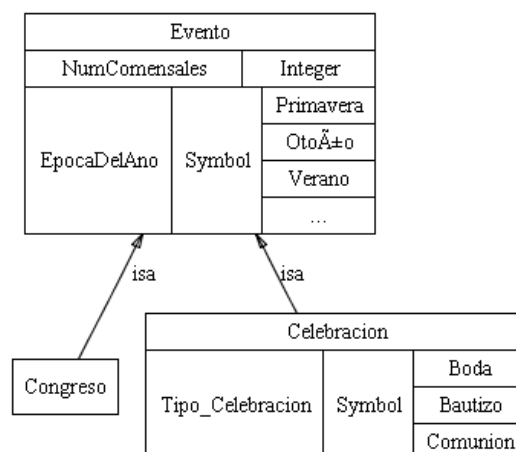 Evento
NumComensales Integer
EpocaDelAno Symbol Primavera
OtoÃ±o
Verano
...
isa isa
Congreso
Celebracion
Tipo_Celebracion Symbol Boda
Bautizo
Comunion